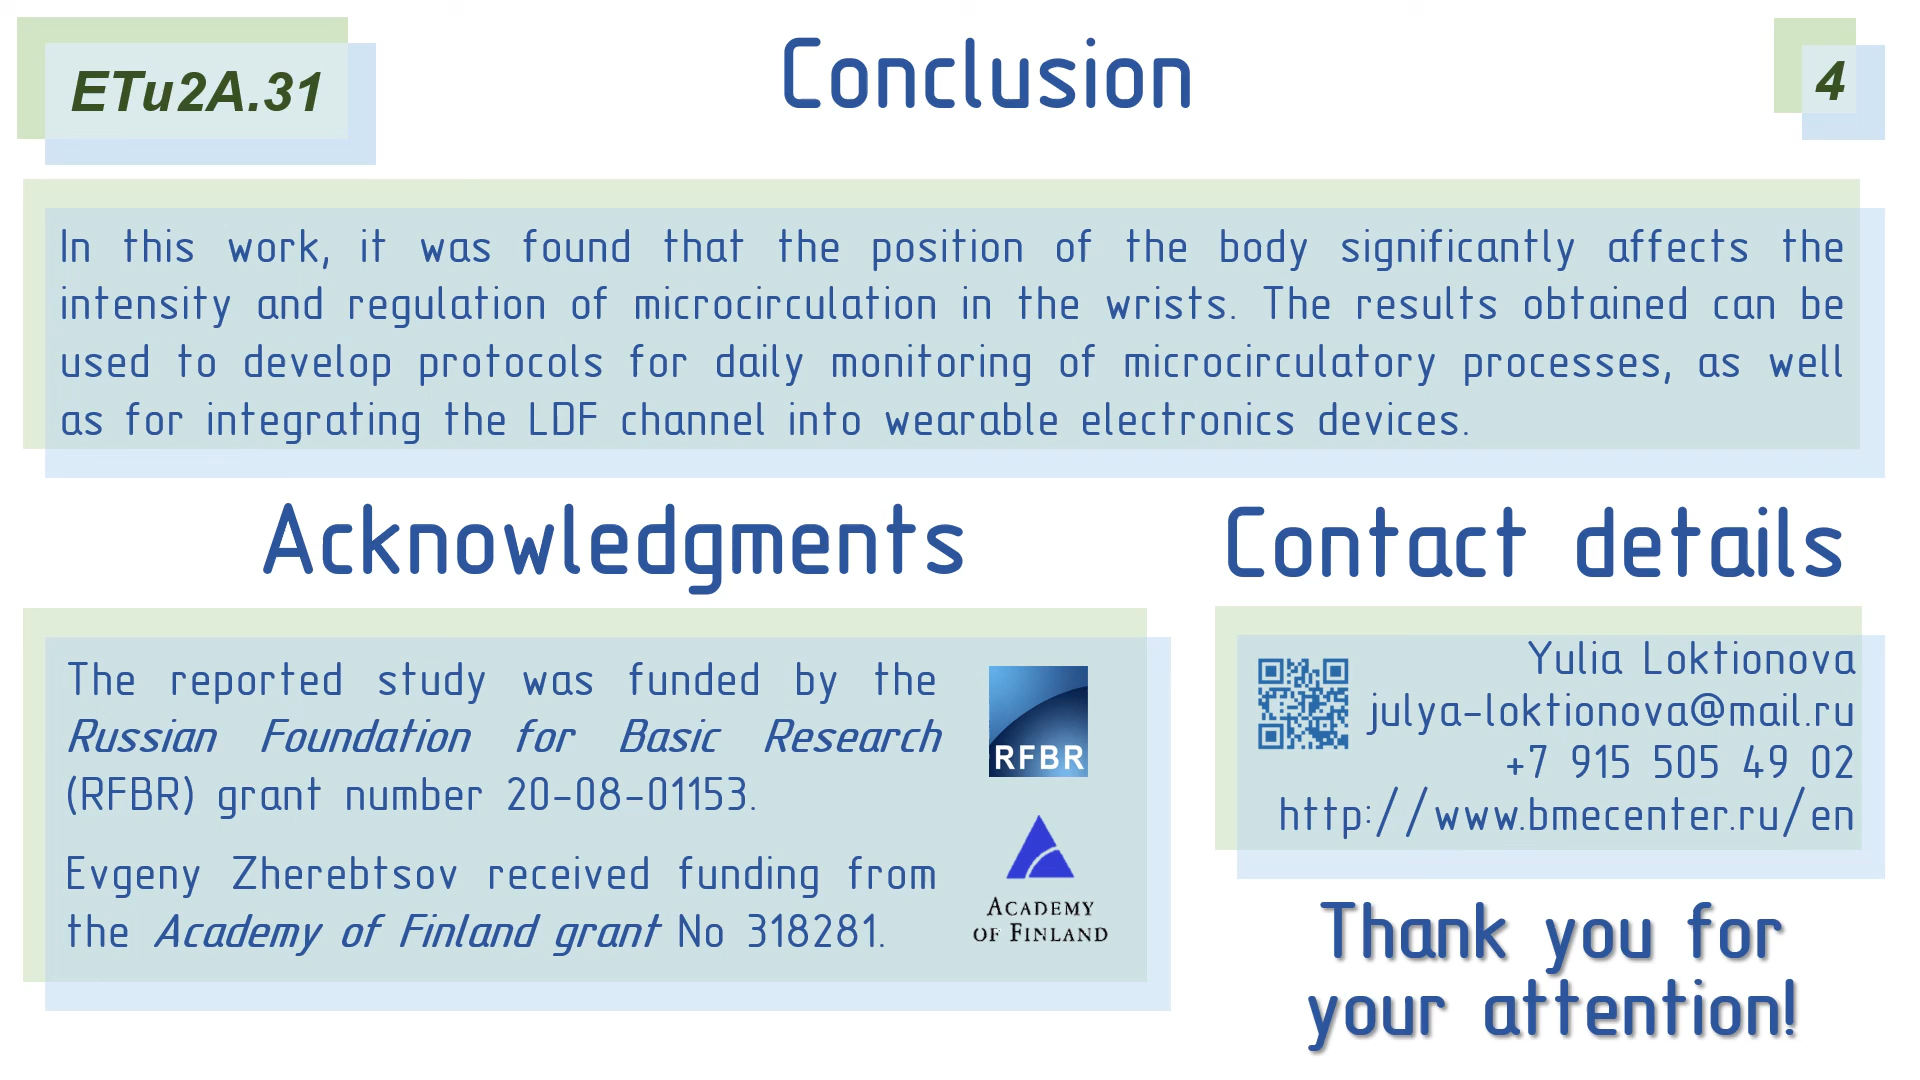 ETu2A.31
Conclusion
4
In this work, it was found that the position of the body significantly affects the
intensity and regulation of microcirculation in the wrists. The results obtained can be
used to develop protocols for daily monitoring of microcirculatory processes, as well
as for integrating the LDF channel into wearable electronics devices.
Acknowledgments
The reported study was funded by the
Russian Foundation for Basic Research
(RFBR) grant number 20-08-01153.
Evgeny Zherebtsov received funding from
the Academy of Finland grant No 318281.
RFBR
ACADEMY
OF FINLAND
Contact details
Yulia Loktionova
julya-loktionova@mail.ru
+7 915 505 49 02
http://www.bmecenter.ru/en
Thank you for
your attention!